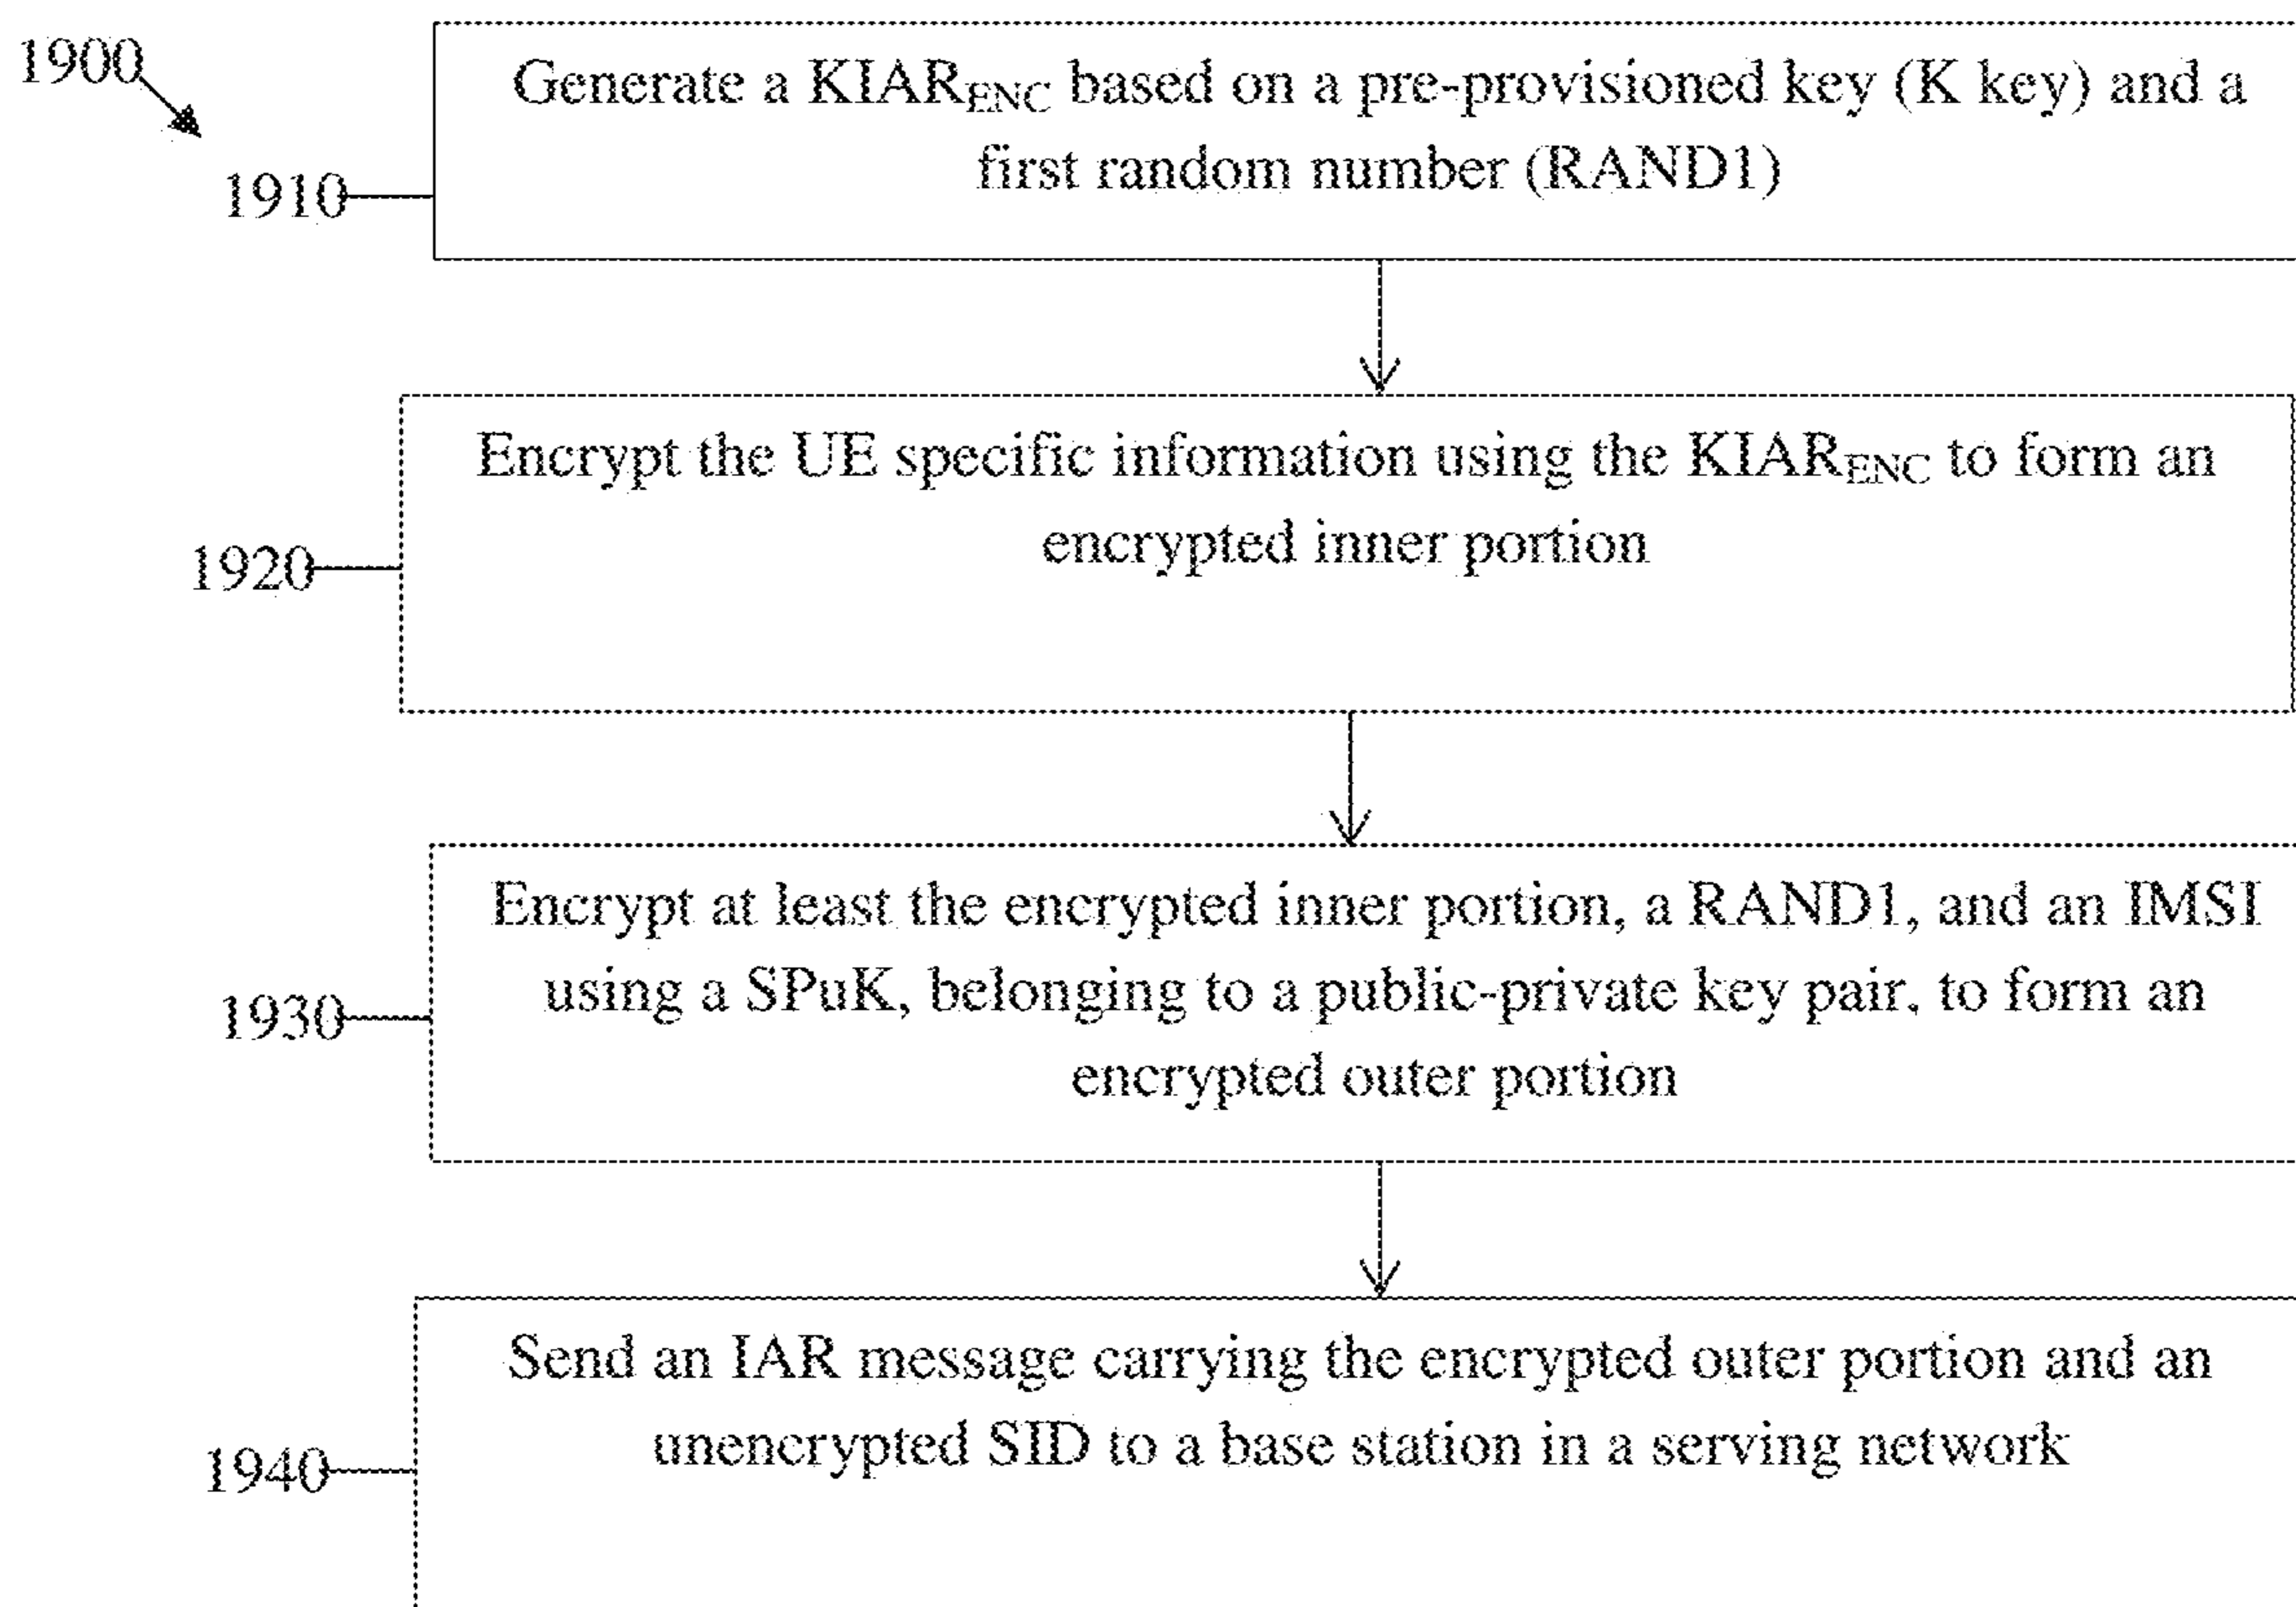 1900
Generate a KIAR_ENC based on a pre-provisioned key (K key) and a
first random number (RAND1)
1910
Encrypt the UE specific information using the KIAR_ENC to form an
encrypted inner portion
1920
Encrypt at least the encrypted inner portion, a RAND1, and an IMSI
using a SPuK, belonging to a public-private key pair, to form an
encrypted outer portion
1930
Send an IAR message carrying the encrypted outer portion and an
unencrypted SID to a base station in a serving network
1940